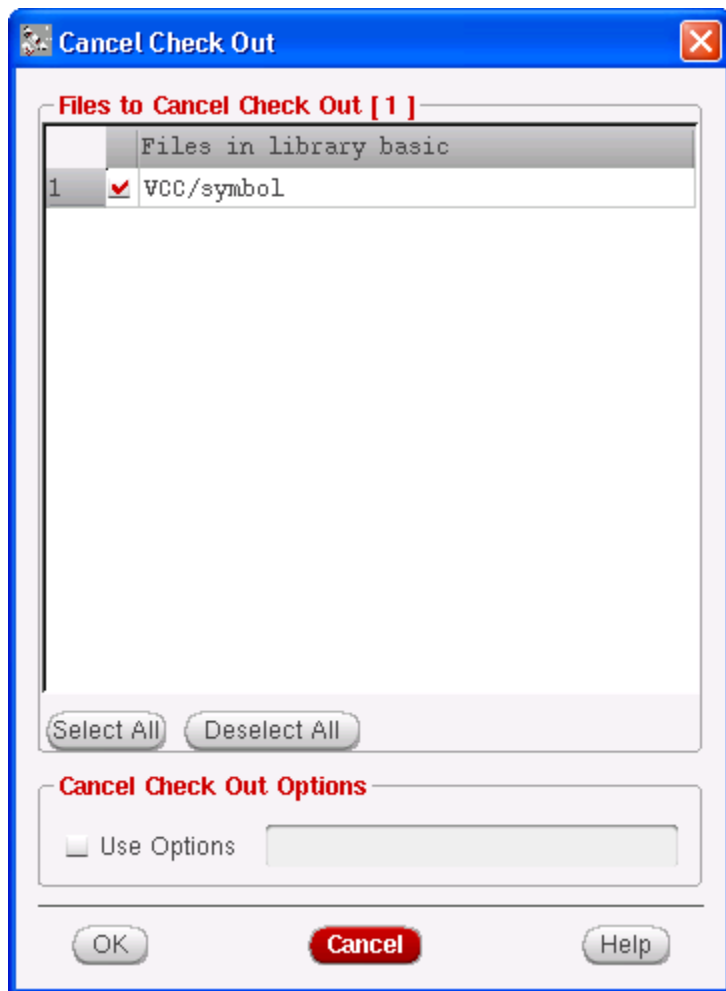 Cancel Check Out
Files to Cancel Check Out [ 1 ]
Files in library basic
1 VCC/symbol
Select All Deselect All
Cancel Check Out Options
Use Options
OK Cancel Help